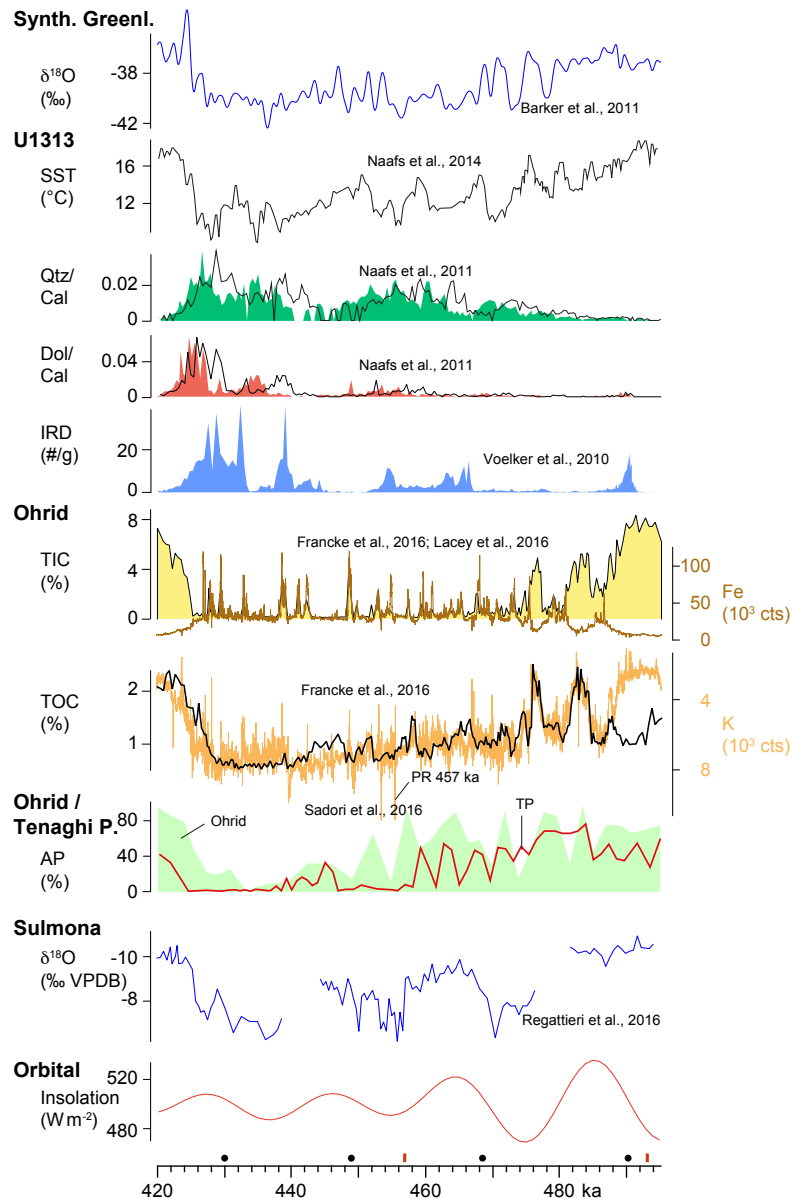 Synth. Greenl.
δ¹⁸O
(‰)
-38
-42
Barker et al., 2011
U1313
SST
(°C)
16
12
Naafs et al., 2014
Qtz/
Cal
0.02
0
Naafs et al., 2011
Dol/
Cal
0.04
0
Naafs et al., 2011
IRD
(#/g)
20
0
Voelker et al., 2010
Ohrid
TIC
(%)
8
4
0
Francke et al., 2016; Lacey et al., 2016
100
50
0
Fe
(10³ cts)
TOC
(%)
2
1
Francke et al., 2016
4
8
K
(10³ cts)
PR 457 ka
Ohrid /
Tenaghi P.
AP
(%)
80
40
0
Sadori et al., 2016
Ohrid
TP
Sulmona
δ¹⁸O
(‰ VPDB)
-10
-8
Regattieri et al., 2016
Orbital
Insolation
(W m⁻²)
520
480
420 440 460 480 ka